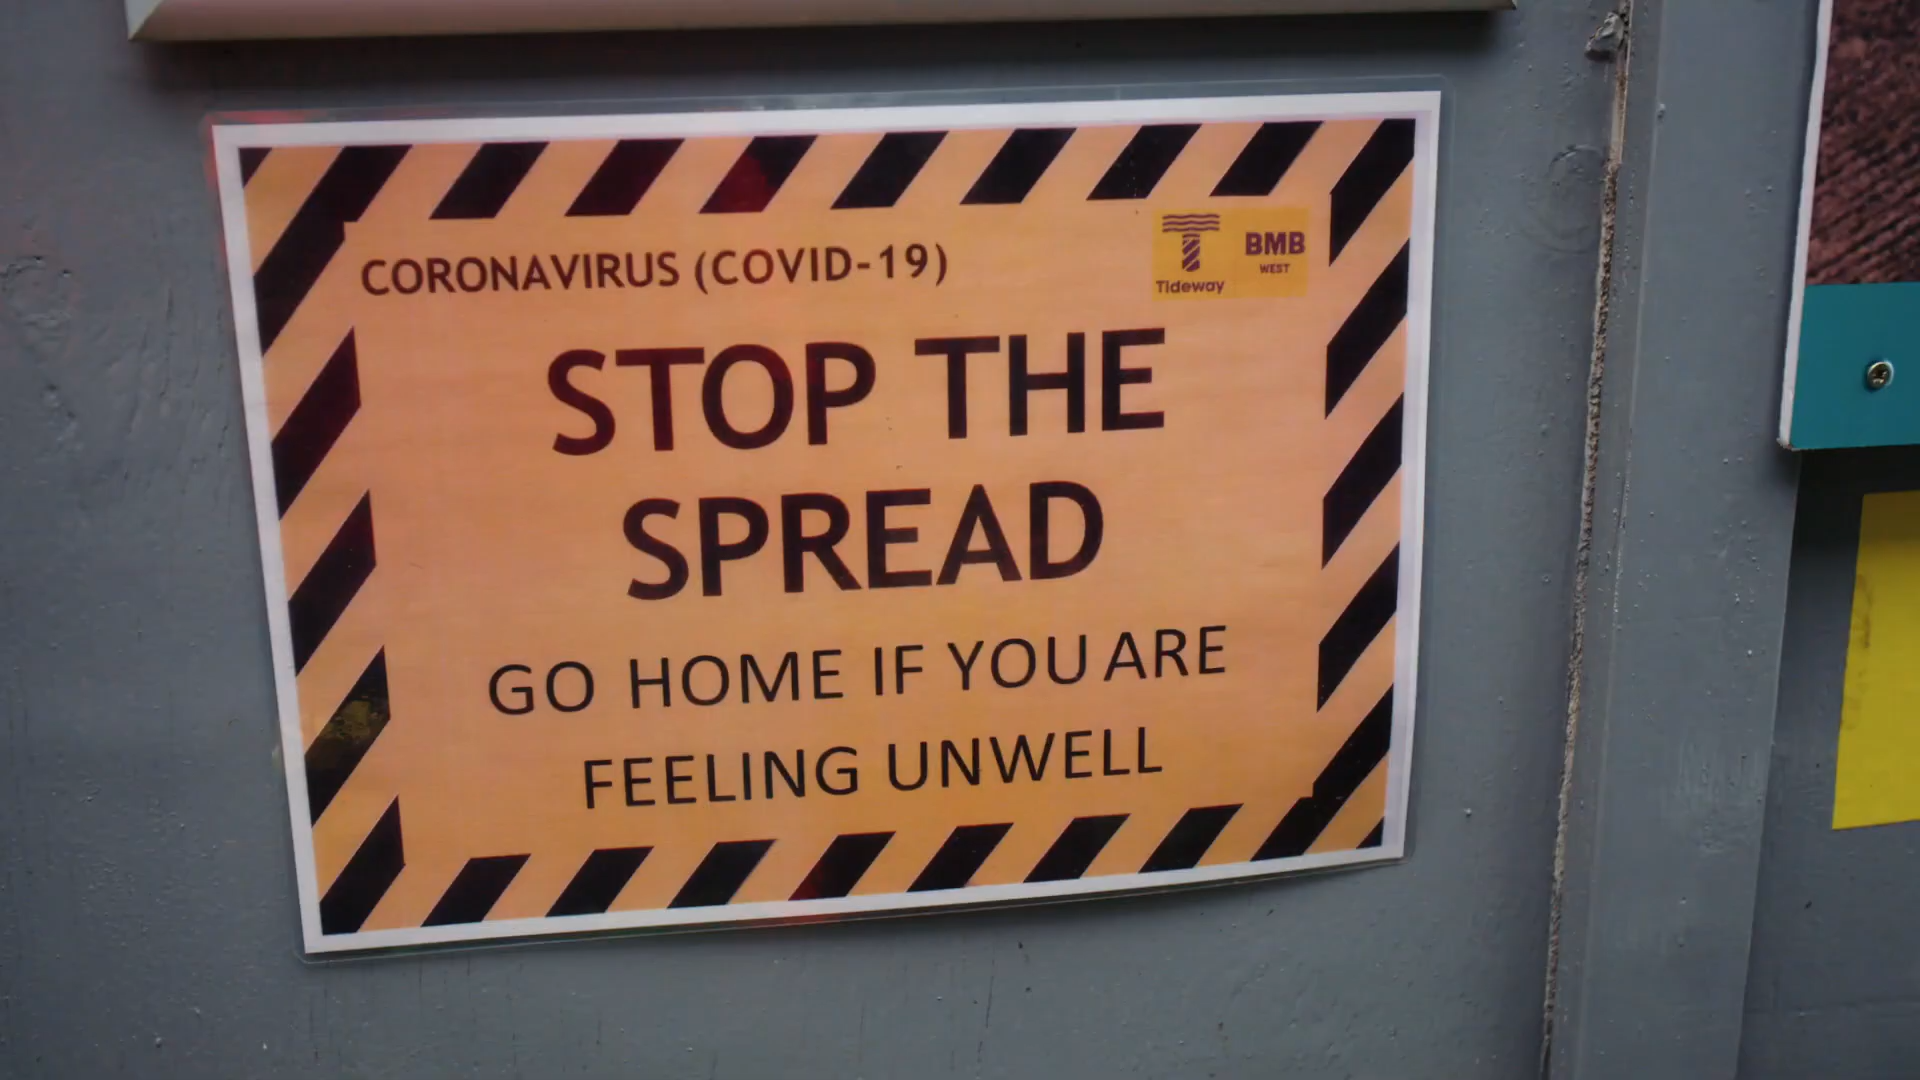 CORONAVIRUS (COVID-19)
Tideway
BMB
WEST
STOP THE
SPREAD
GO HOME IF YOU ARE
FEELING UNWELL